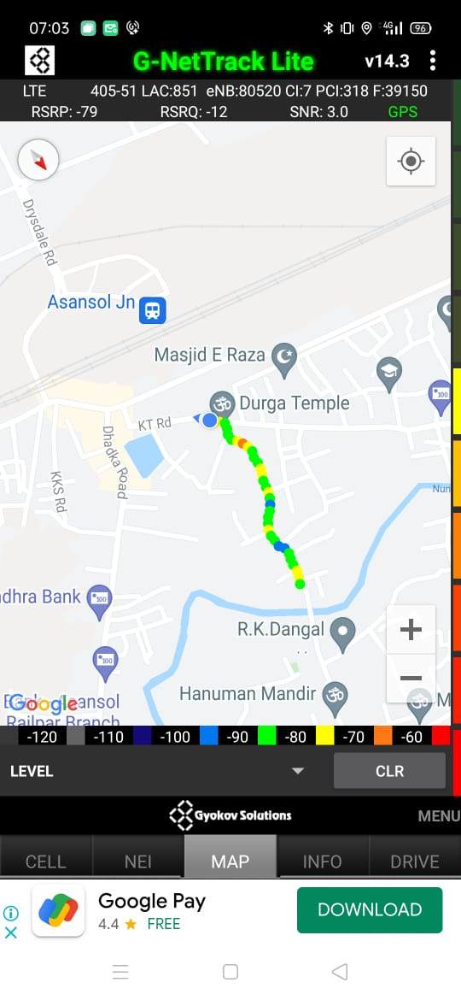 07:03 4G 96
G-NetTrack Lite v14.3
LTE 405-51 LAC:851 eNB:80520 CI:7 PCI:318 F:39150
RSRP: -79 RSRQ: -12 SNR: 3.0 GPS
Drysdale Rd
Asansol Jn
Masjid E Raza
Durga Temple
100
KT Rd
Dhadka Road
KKS Rd
Nun
dhra Bank
100
R.K.Dangal
100
Hanuman Mandir
M
Google
ansol
Railpar Branch
-120 -110 -100 -90 -80 -70 -60
LEVEL CLR
Gyokov Solutions MENU
CELL NEI MAP INFO DRIVE
Google Pay
4.4 ★ FREE
DOWNLOAD